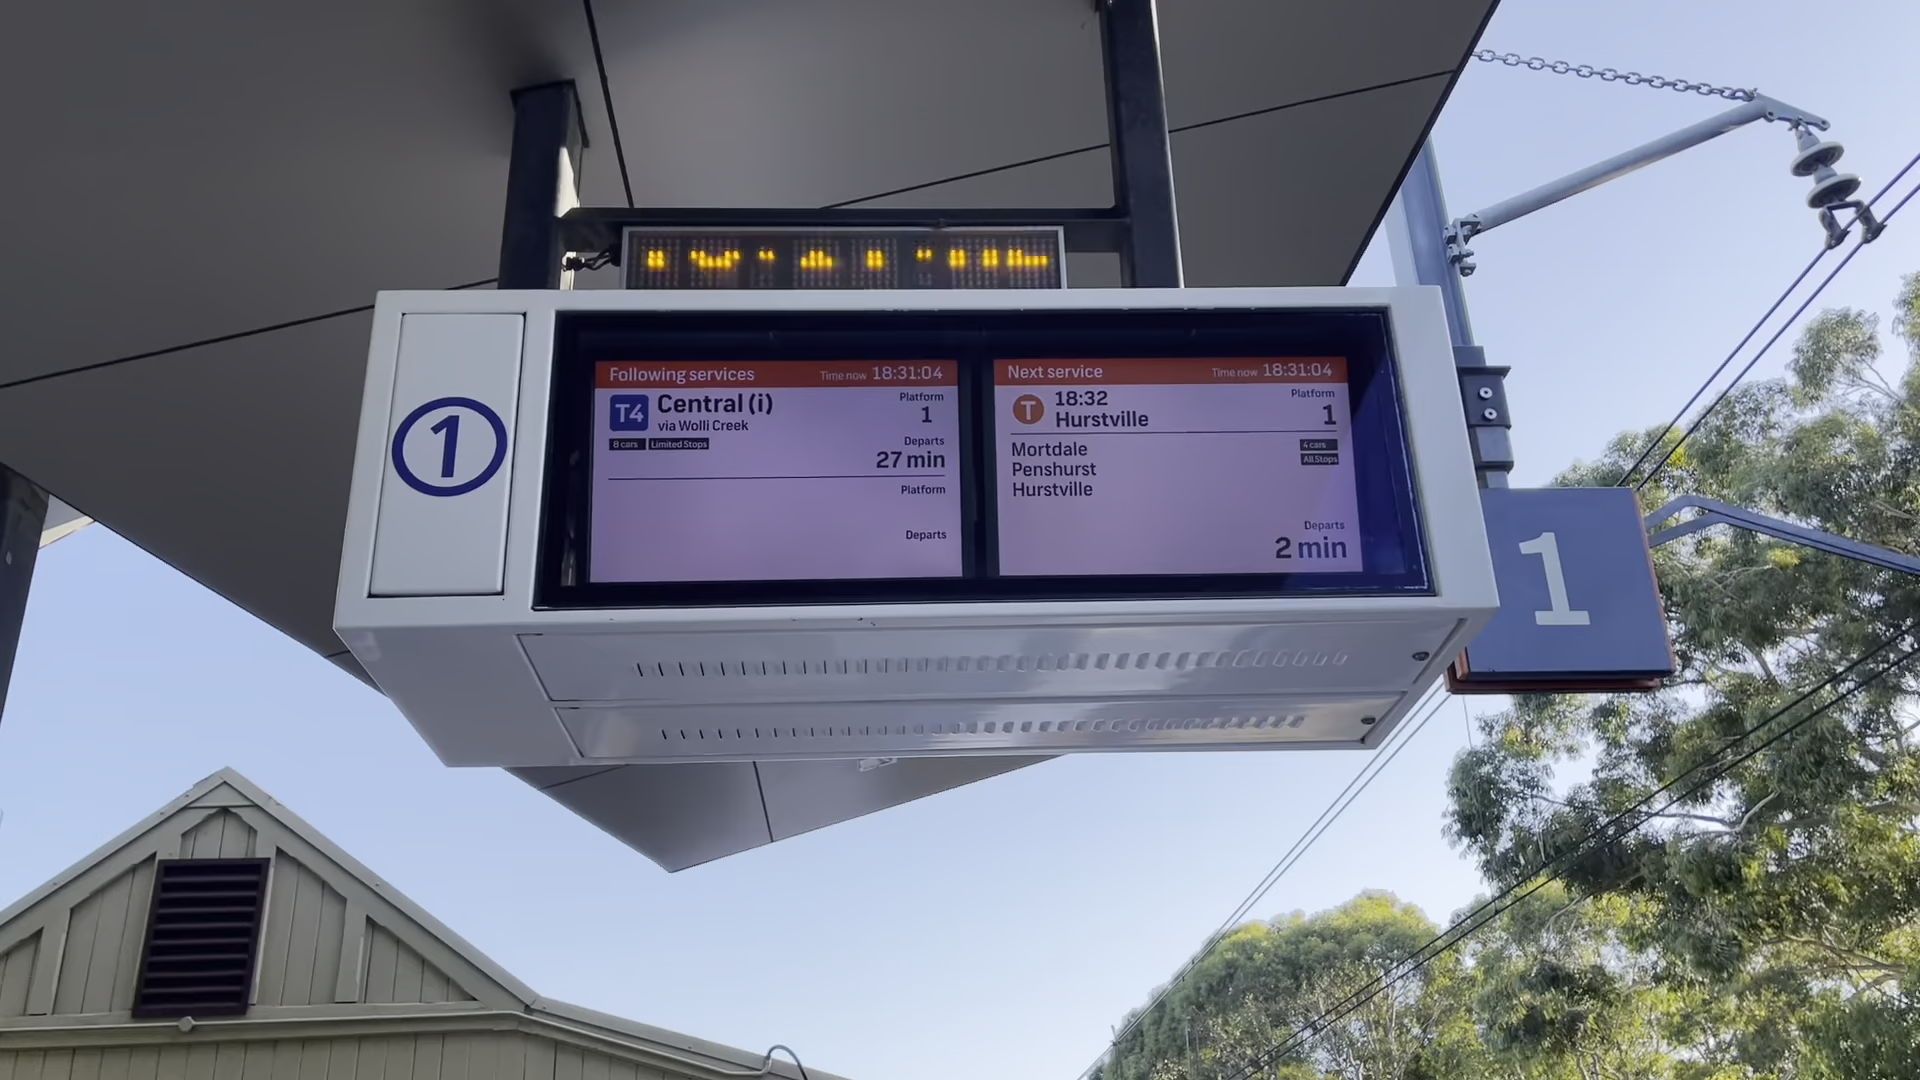 1
Following services Time now 18:31:04
T4 Central (i) Platform
via Wolli Creek 1
8 cars Limited Stops Departs
27 min
Platform
Departs
Next service Time now 18:31:04
T 18:32 Platform
Hurstville 1
Mortdale 4 cars
Penshurst All Stops
Hurstville
Departs
2 min
1